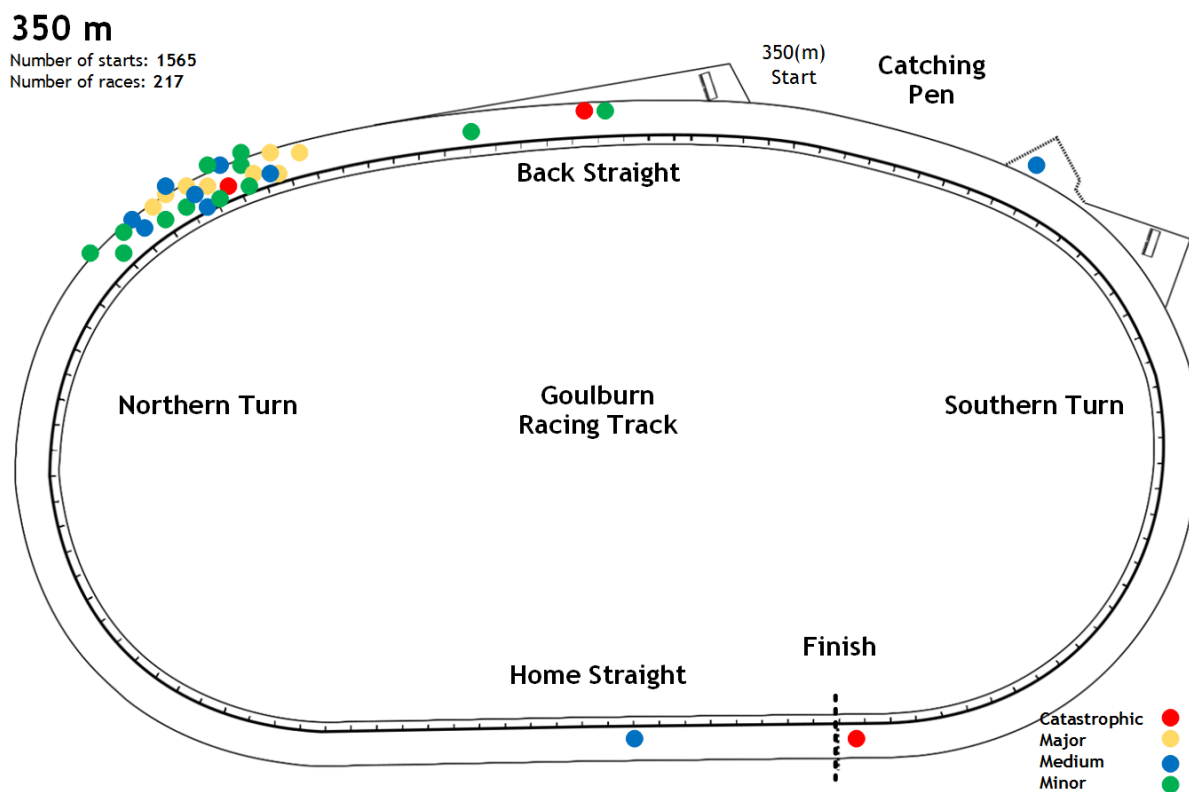 350 m
Number of starts: 1565
Number of races: 217
350(m)
Start
Catching
Pen
Back Straight
Northern Turn
Goulburn
Racing Track
Southern Turn
Home Straight
Finish
Catastrophic
Major
Medium
Minor